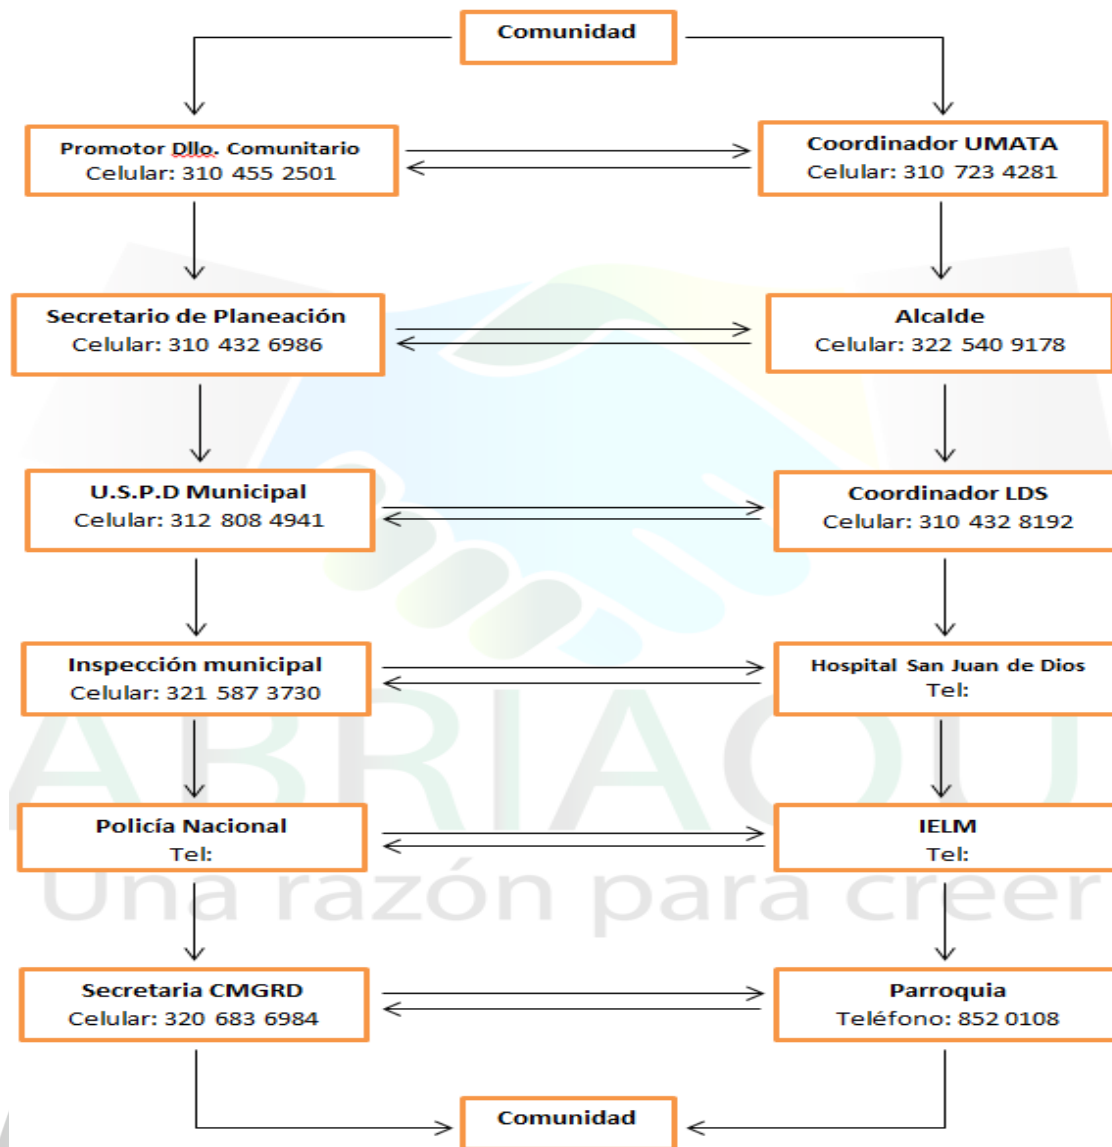 Comunidad
Promotor Dllo. Comunitario
Celular: 310 455 2501
Coordinador UMATA
Celular: 310 723 4281
Secretario de Planeación
Celular: 310 432 6986
Alcalde
Celular: 322 540 9178
U.S.P.D Municipal
Celular: 312 808 4941
Coordinador LDS
Celular: 310 432 8192
Inspección municipal
Celular: 321 587 3730
Hospital San Juan de Dios
Tel:
ABRIAQU
Policía Nacional
Tel:
IELM
Tel:
Una razón para creer
Secretaria CMGRD
Celular: 320 683 6984
Parroquia
Teléfono: 852 0108
Comunidad